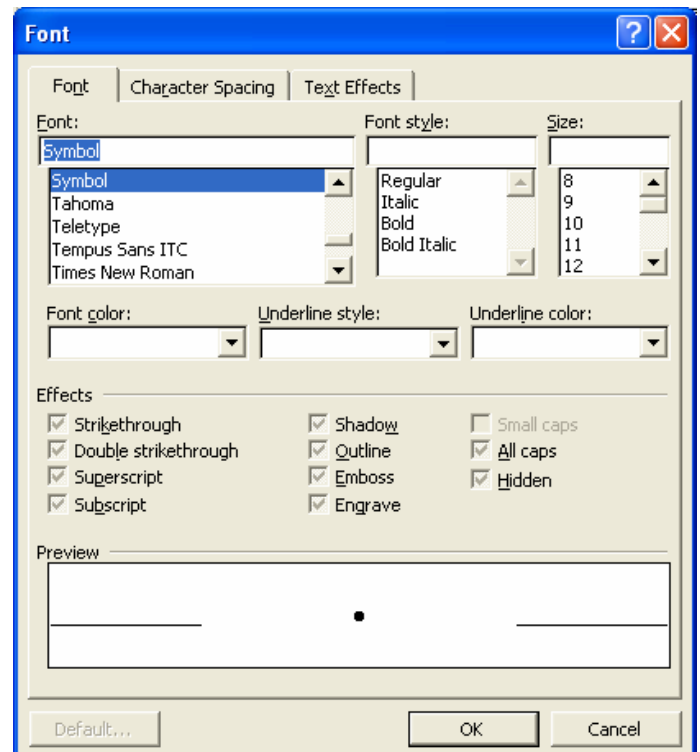 Font
Font Character Spacing Text Effects
Font: Font style: Size:
Symbol
Symbol Regular 8
Tahoma Italic 9
Teletype Bold 10
Tempus Sans ITC Bold Italic 11
Times New Roman 12
Font color: Underline style: Underline color:
Effects
Strikethrough Shadow Small caps
Double strikethrough Outline All caps
Superscript Emboss Hidden
Subscript Engrave
Preview
Default... OK Cancel